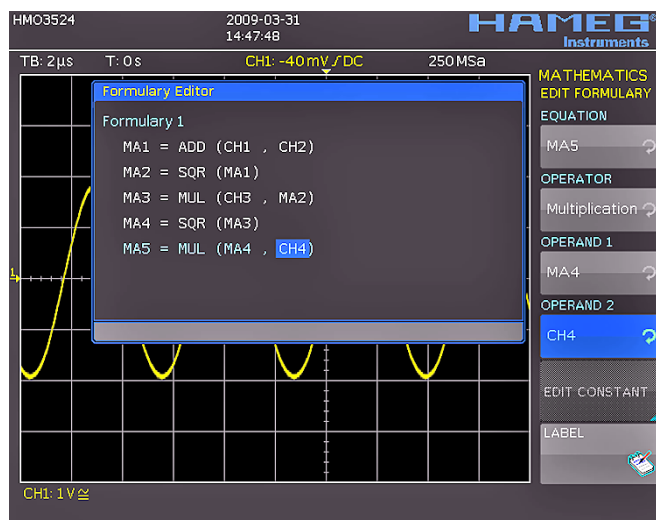 HMO3524
2009-03-31
14:47:48
HAMEG®
Instruments
TB: 2µs T: 0 s CH1: -40 mV DC 250 MSa
MATHEMATICS
EDIT FORMULARY
Formulary Editor
Formulary 1
MA1 = ADD (CH1 , CH2)
MA2 = SQR (MA1)
MA3 = MUL (CH3 , MA2)
MA4 = SQR (MA3)
MA5 = MUL (MA4 , CH4)
EQUATION
MA5
OPERATOR
Multiplication
OPERAND 1
MA4
OPERAND 2
CH4
EDIT CONSTANT
LABEL
1
CH1: 1 V ≅